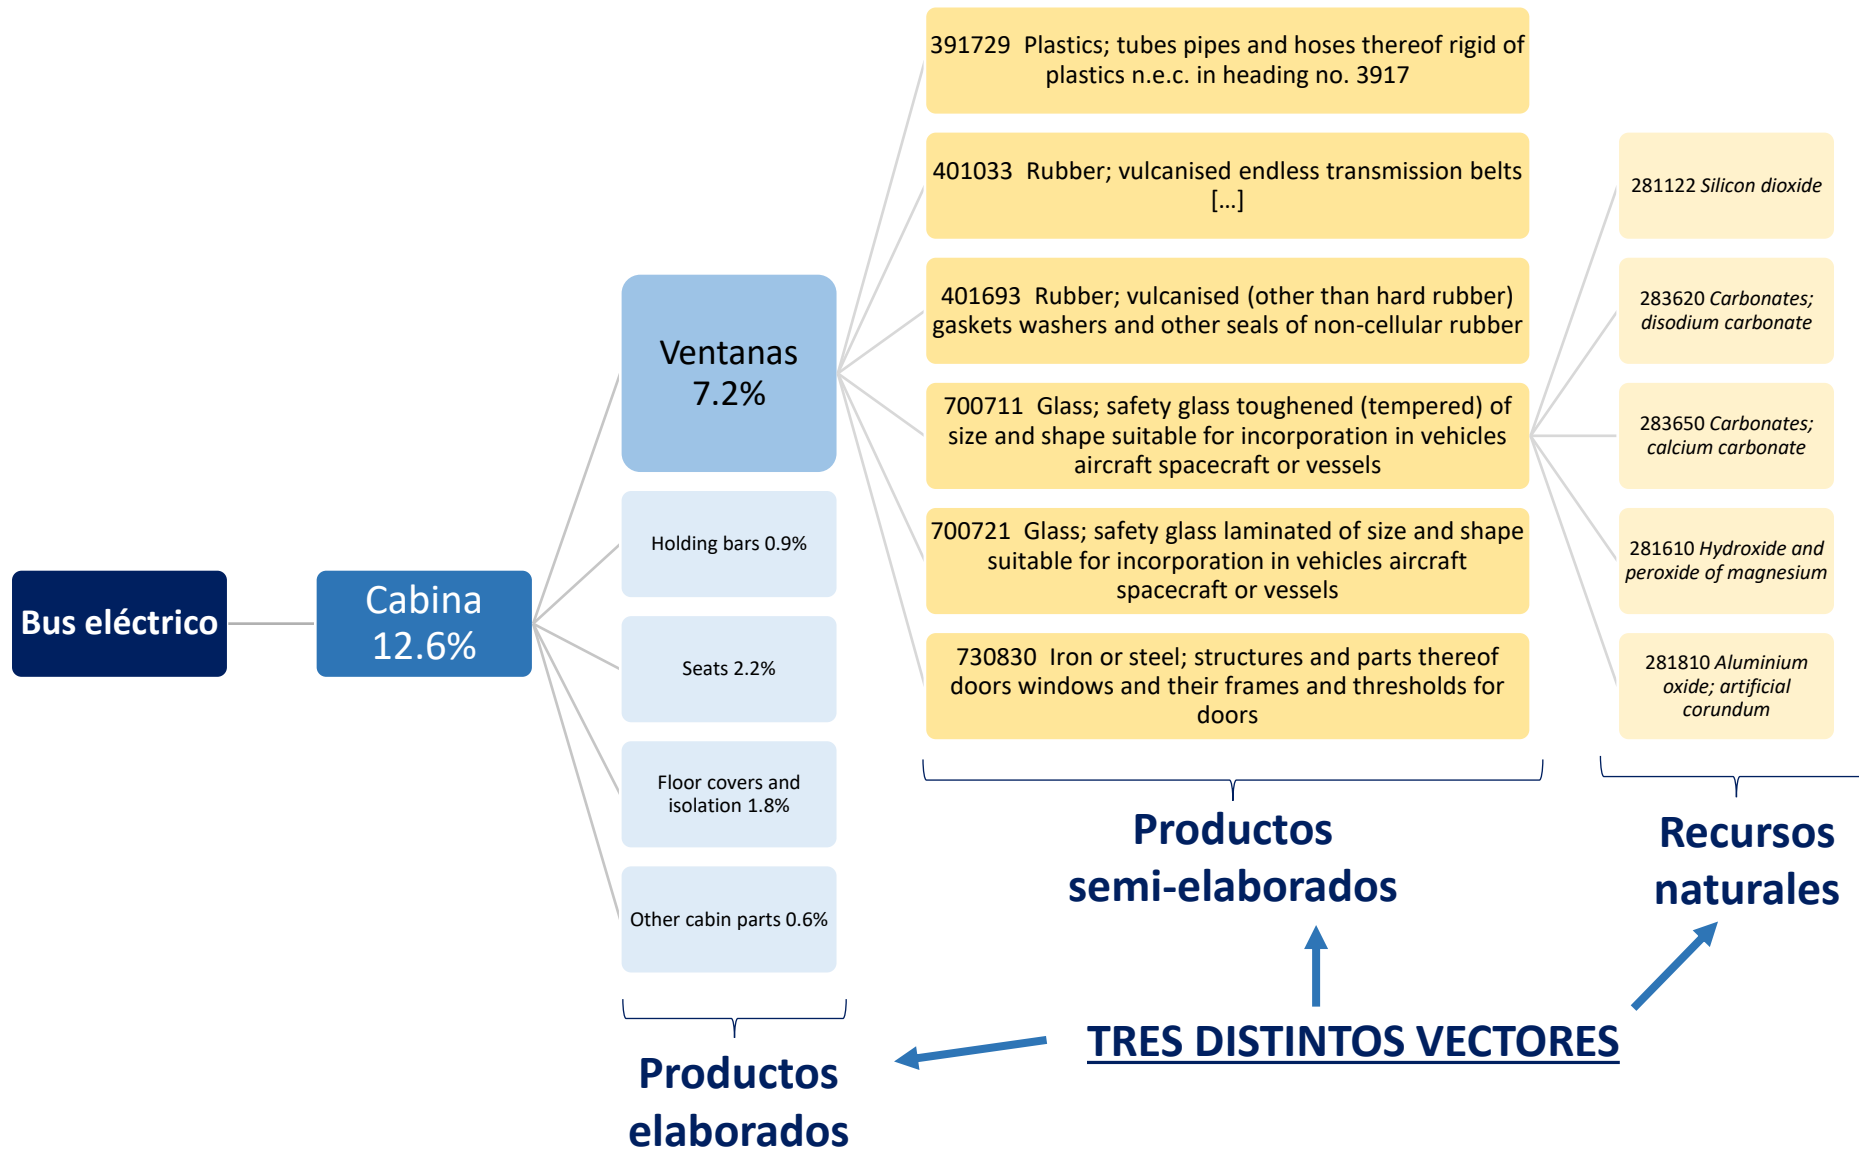 Bus eléctrico
Cabina
12.6%
Ventanas
7.2%
Holding bars 0.9%
Seats 2.2%
Floor covers and
isolation 1.8%
Other cabin parts 0.6%
391729 Plastics; tubes pipes and hoses thereof rigid of
plastics n.e.c. in heading no. 3917
401033 Rubber; vulcanised endless transmission belts
[...]
401693 Rubber; vulcanised (other than hard rubber)
gaskets washers and other seals of non-cellular rubber
700711 Glass; safety glass toughened (tempered) of
size and shape suitable for incorporation in vehicles
aircraft spacecraft or vessels
700721 Glass; safety glass laminated of size and shape
suitable for incorporation in vehicles aircraft
spacecraft or vessels
730830 Iron or steel; structures and parts thereof
doors windows and their frames and thresholds for
doors
281122 Silicon dioxide
283620 Carbonates;
disodium carbonate
283650 Carbonates;
calcium carbonate
281610 Hydroxide and
peroxide of magnesium
281810 Aluminium
oxide; artificial
corundum
Productos
semi-elaborados
Recursos
naturales
TRES DISTINTOS VECTORES
Productos
elaborados